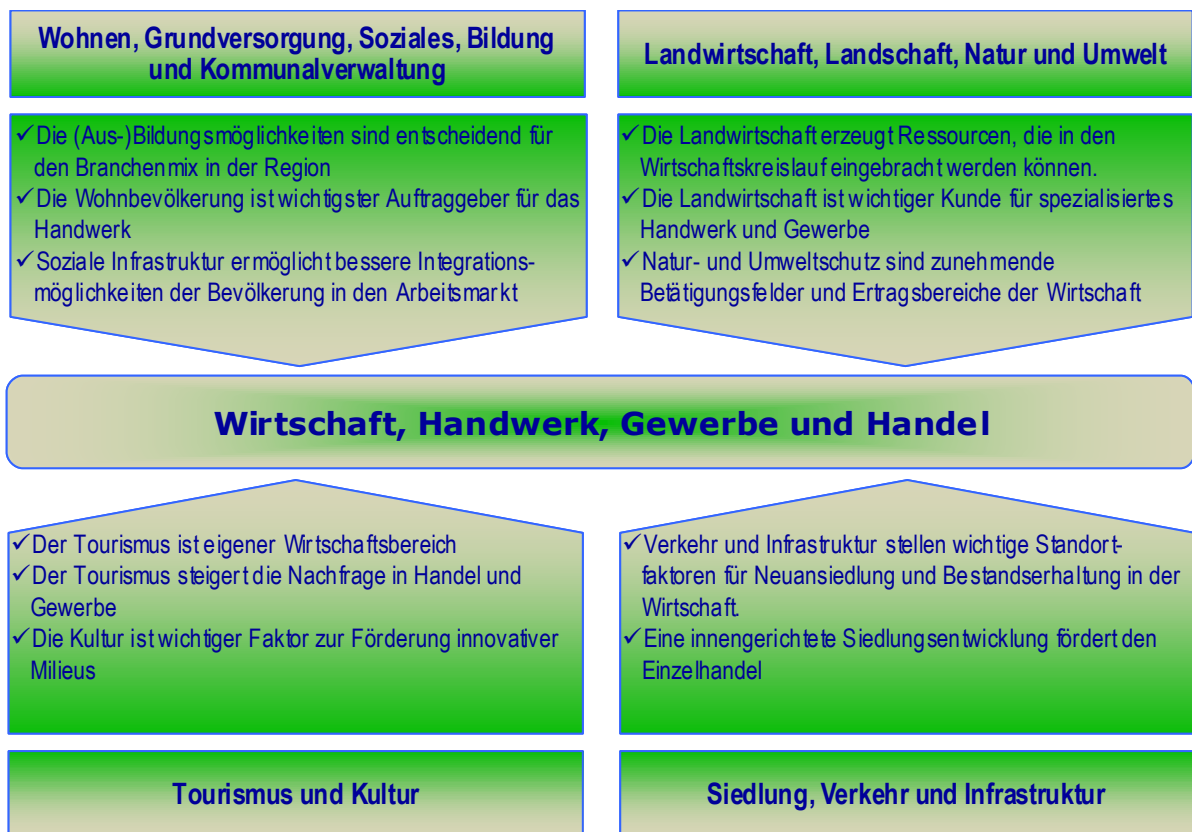 Wohnen, Grundversorgung, Soziales, Bildung
und Kommunalverwaltung
✓Die (Aus-)Bildungsmöglichkeiten sind entscheidend für
den Branchenmix in der Region
✓Die Wohnbevölkerung ist wichtigster Auftraggeber für das
Handwerk
✓Soziale Infrastruktur ermöglicht bessere Integrations-
möglichkeiten der Bevölkerung in den Arbeitsmarkt
Landwirtschaft, Landschaft, Natur und Umwelt
✓Die Landwirtschaft erzeugt Ressourcen, die in den
Wirtschaftskreislauf eingebracht werden können.
✓Die Landwirtschaft ist wichtiger Kunde für spezialisiertes
Handwerk und Gewerbe
✓Natur- und Umweltschutz sind zunehmende
Betätigungsfelder und Ertragsbereiche der Wirtschaft
Wirtschaft, Handwerk, Gewerbe und Handel
✓Der Tourismus ist eigener Wirtschaftsbereich
✓Der Tourismus steigert die Nachfrage in Handel und
Gewerbe
✓Die Kultur ist wichtiger Faktor zur Förderung innovativer
Milieus
Tourismus und Kultur
✓Verkehr und Infrastruktur stellen wichtige Standort-
faktoren für Neuansiedlung und Bestandserhaltung in der
Wirtschaft.
✓Eine innengerichtete Siedlungsentwicklung fördert den
Einzelhandel
Siedlung, Verkehr und Infrastruktur